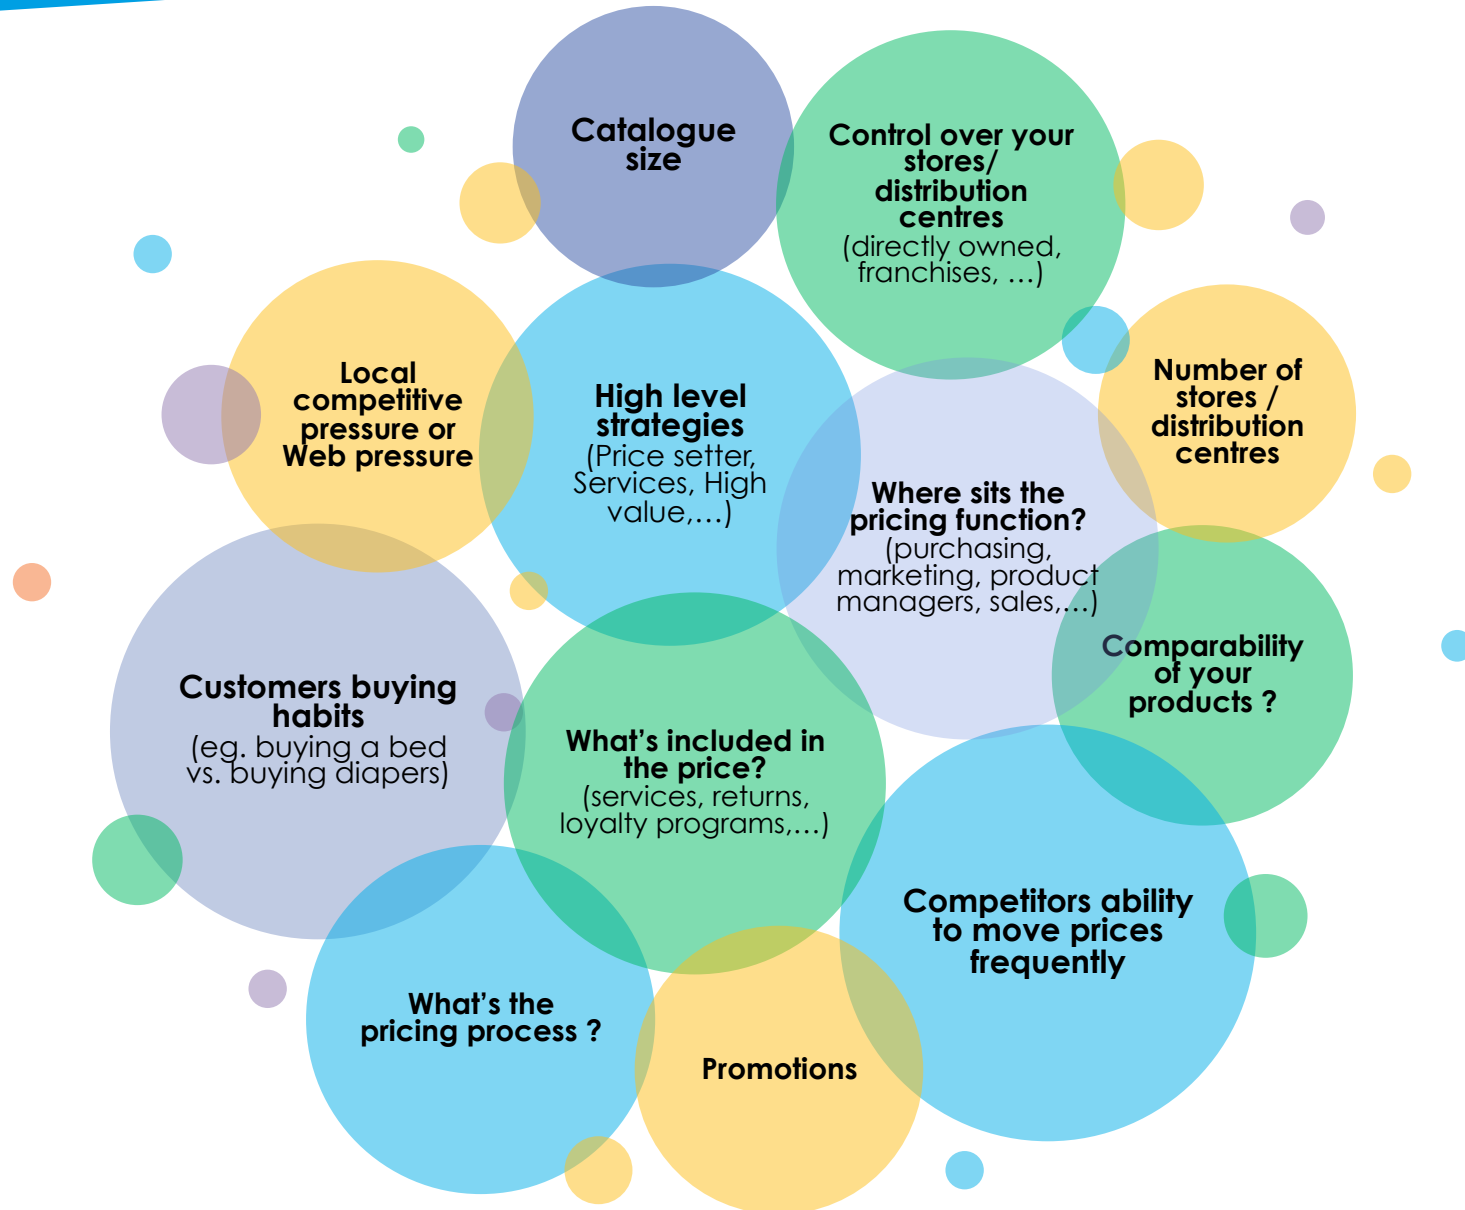 Catalogue
size
Control over your
stores/
distribution
centres
(directly owned,
franchises, …)
Local
competitive
pressure or
Web pressure
High level
strategies
(Price setter,
Services, High
value,…)
Number of
stores /
distribution
centres
Where sits the
pricing function?
(purchasing,
marketing, product
managers, sales,…)
Comparability
of your
products ?
Customers buying
habits
(eg. buying a bed
vs. buying diapers)
What’s included in
the price?
(services, returns,
loyalty programs,…)
Competitors ability
to move prices
frequently
What’s the
pricing process ?
Promotions